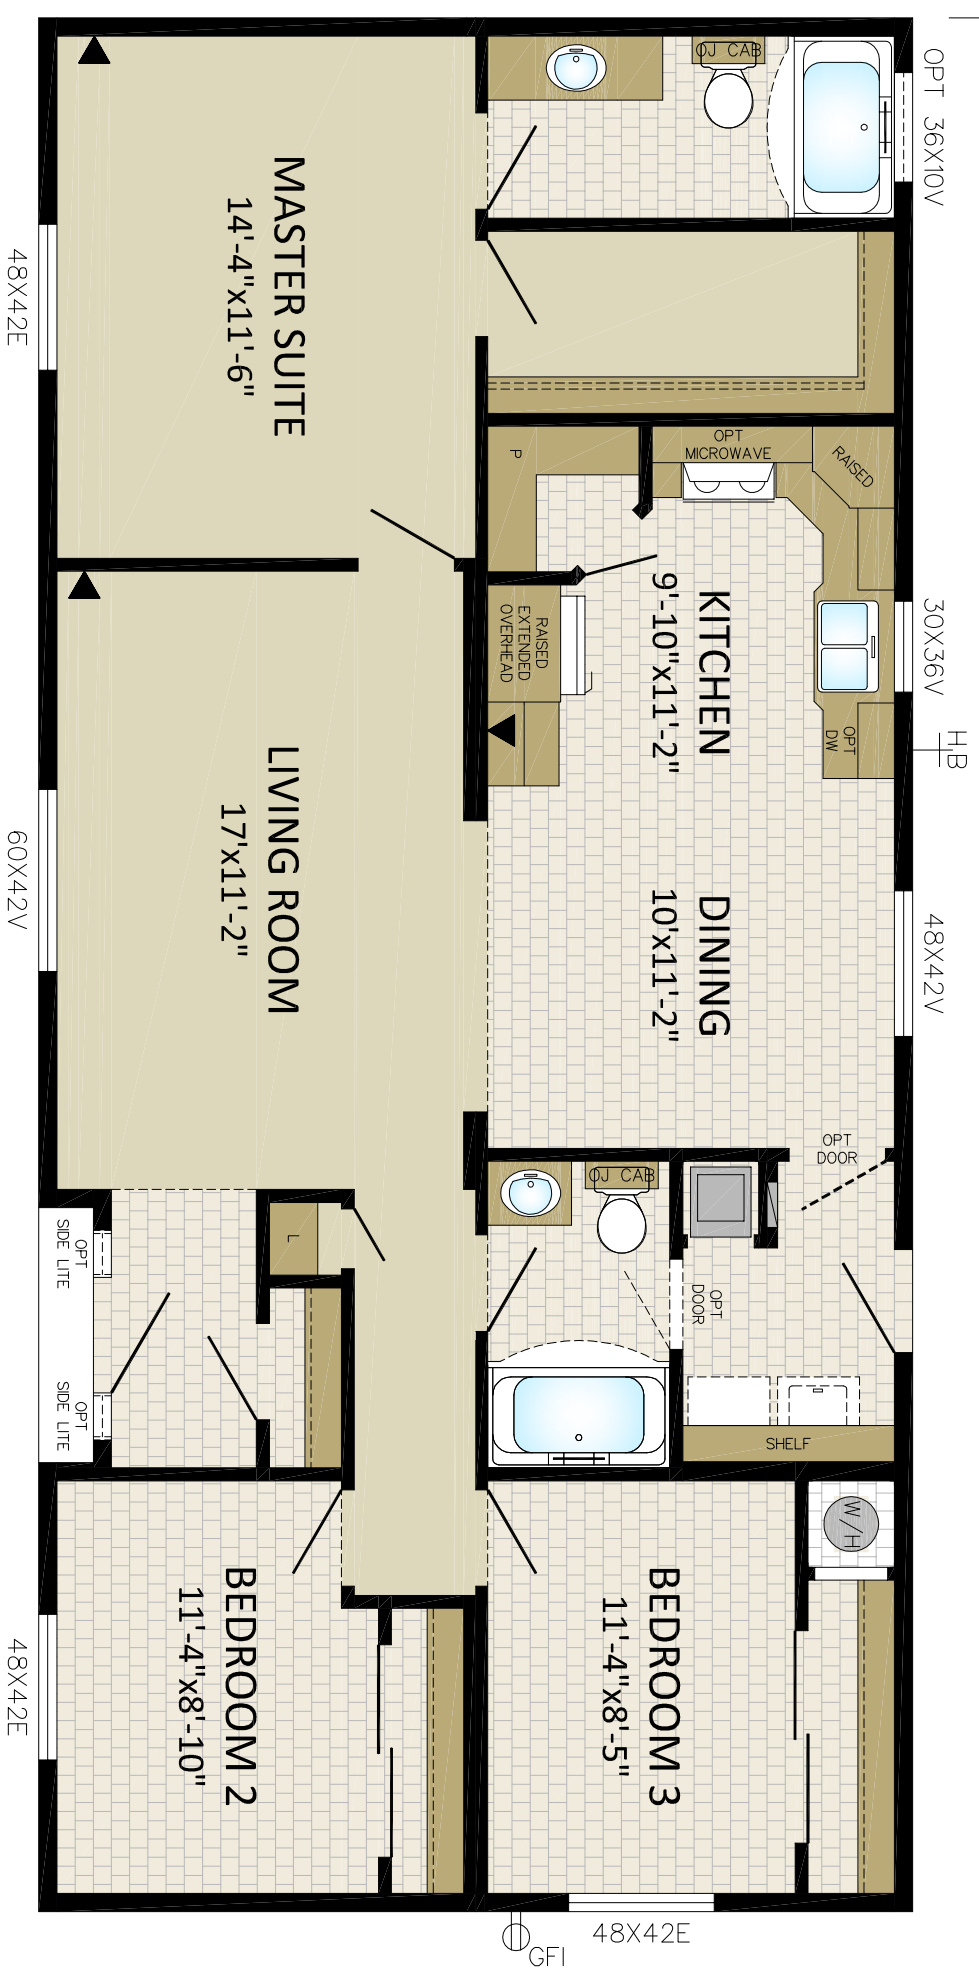 OPT 36X10V
OJ CAB
MASTER SUITE
14'-4"x11'-6"
48X42E
OPT
MICROWAVE
RAISED
P
RAISED
EXTENDED
OVERHEAD
KITCHEN
9'-10"x11'-2"
30X36V
OPT
DW
H.B
LIVING ROOM
17'x11'-2"
60X42V
DINING
10'x11'-2"
48X42V
OPT
DOOR
OJ CAB
OPT
DOOR
L
OPT
SIDE LITE
OPT
SIDE LITE
SHELF
W/H
BEDROOM 2
11'-4"x8'-10"
48X42E
BEDROOM 3
11'-4"x8'-5"
48X42E
GFI